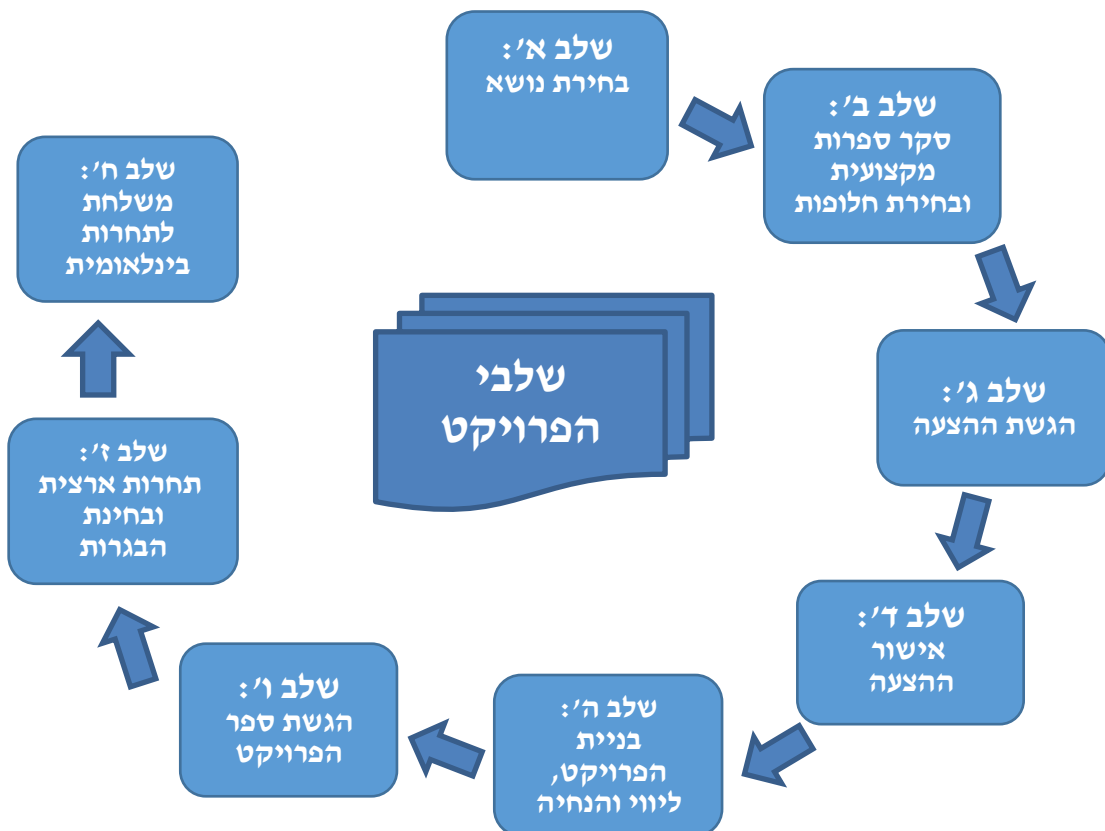 שלבי
הפרויקט
שלב א':
בחירת נושא
שלב ב':
סקר ספרות
מקצועית
ובחירת חלופות
שלב ג':
הגשת ההצעה
שלב ד':
אישור
ההצעה
שלב ה':
בניית
הפרויקט,
ליווי והנחיה
שלב ו':
הגשת ספר
הפרויקט
שלב ז':
תחרות ארצית
ובחינת
הבגרות
שלב ח':
משלחת
לתחרות
בינלאומית